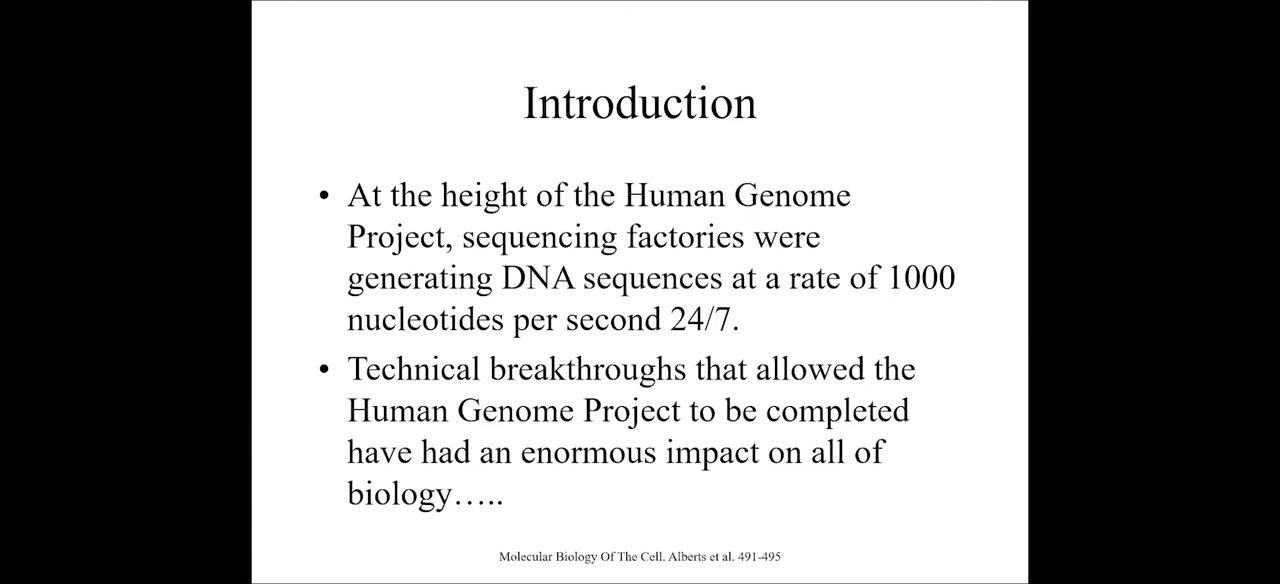 Introduction
• At the height of the Human Genome
Project, sequencing factories were
generating DNA sequences at a rate of 1000
nucleotides per second 24/7.
• Technical breakthroughs that allowed the
Human Genome Project to be completed
have had an enormous impact on all of
biology…..
Molecular Biology Of The Cell. Alberts et al. 491-495